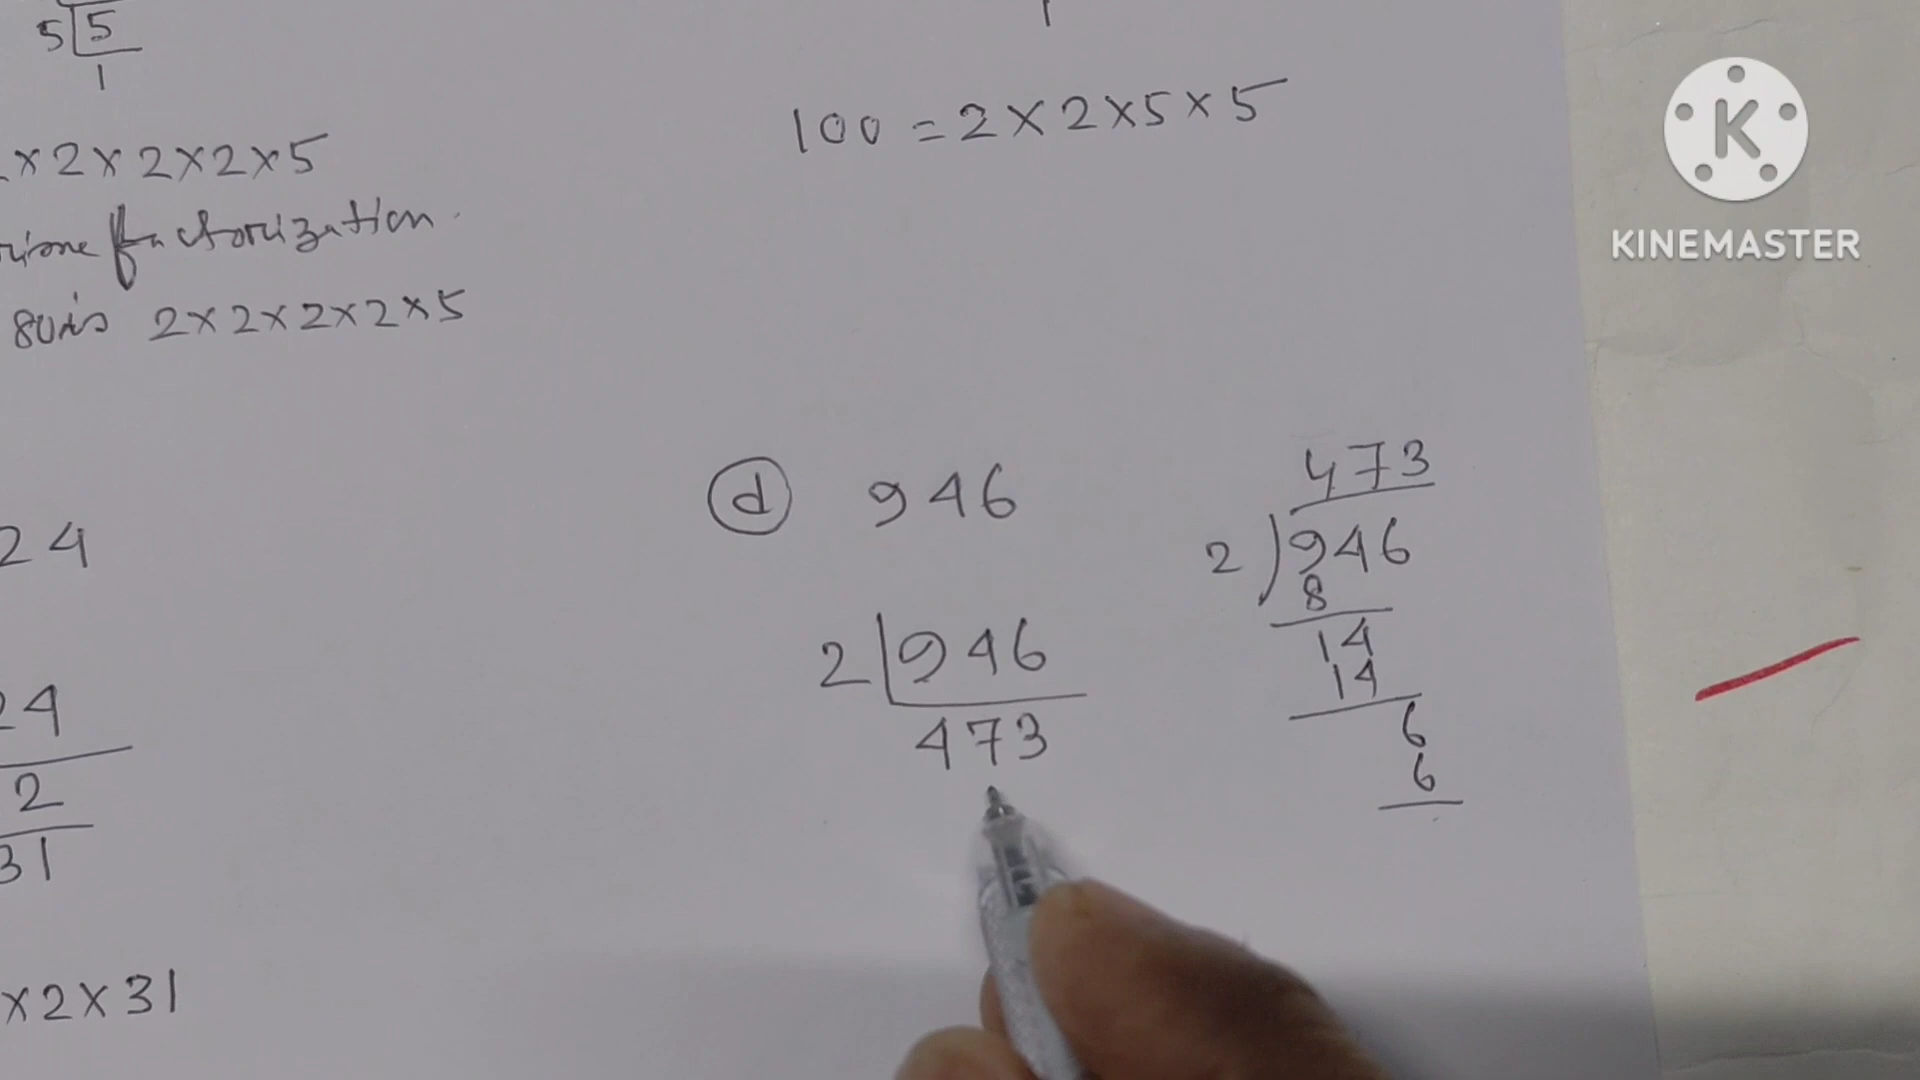 5 5
1
× 2 × 2 × 2 × 5
factorization.
80 is 2 × 2 × 2 × 2 × 5
24
24
2
31
× 2 × 31
1
100 = 2 × 2 × 5 × 5
d 946
2 946
473
473
2 ) 946
8
14
14
6
6
K
KINEMASTER